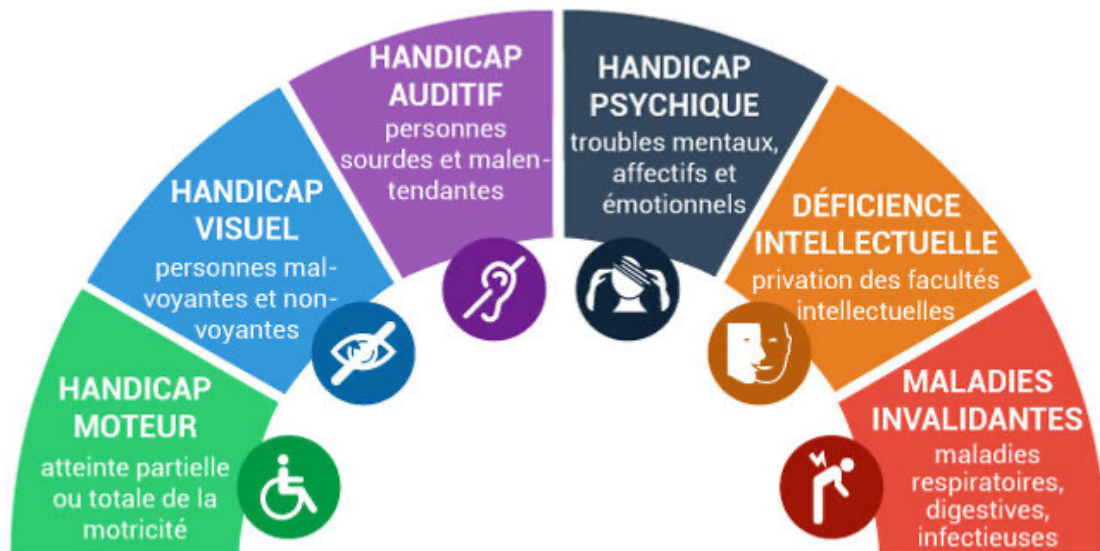 HANDICAP
MOTEUR
atteinte partielle
ou totale de la
motricité
HANDICAP
VISUEL
personnes mal-
voyantes et non-
voyantes
HANDICAP
AUDITIF
personnes
sourdes et malen-
tendantes
HANDICAP
PSYCHIQUE
troubles mentaux,
affectifs et
émotionnels
DÉFICIENCE
INTELLECTUELLE
privation des facultés
intellectuelles
MALADIES
INVALIDANTES
maladies
respiratoires,
digestives,
infectieuses